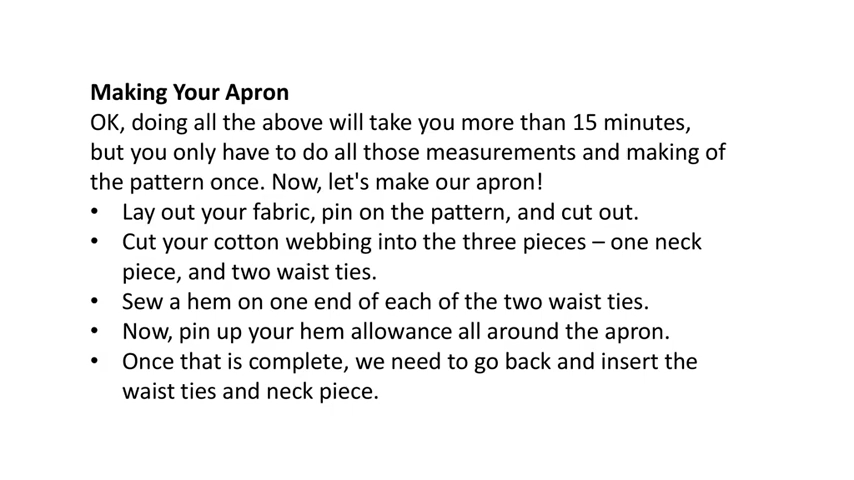 Making Your Apron
OK, doing all the above will take you more than 15 minutes,
but you only have to do all those measurements and making of
the pattern once. Now, let's make our apron!
• Lay out your fabric, pin on the pattern, and cut out.
• Cut your cotton webbing into the three pieces – one neck
piece, and two waist ties.
• Sew a hem on one end of each of the two waist ties.
• Now, pin up your hem allowance all around the apron.
• Once that is complete, we need to go back and insert the
waist ties and neck piece.